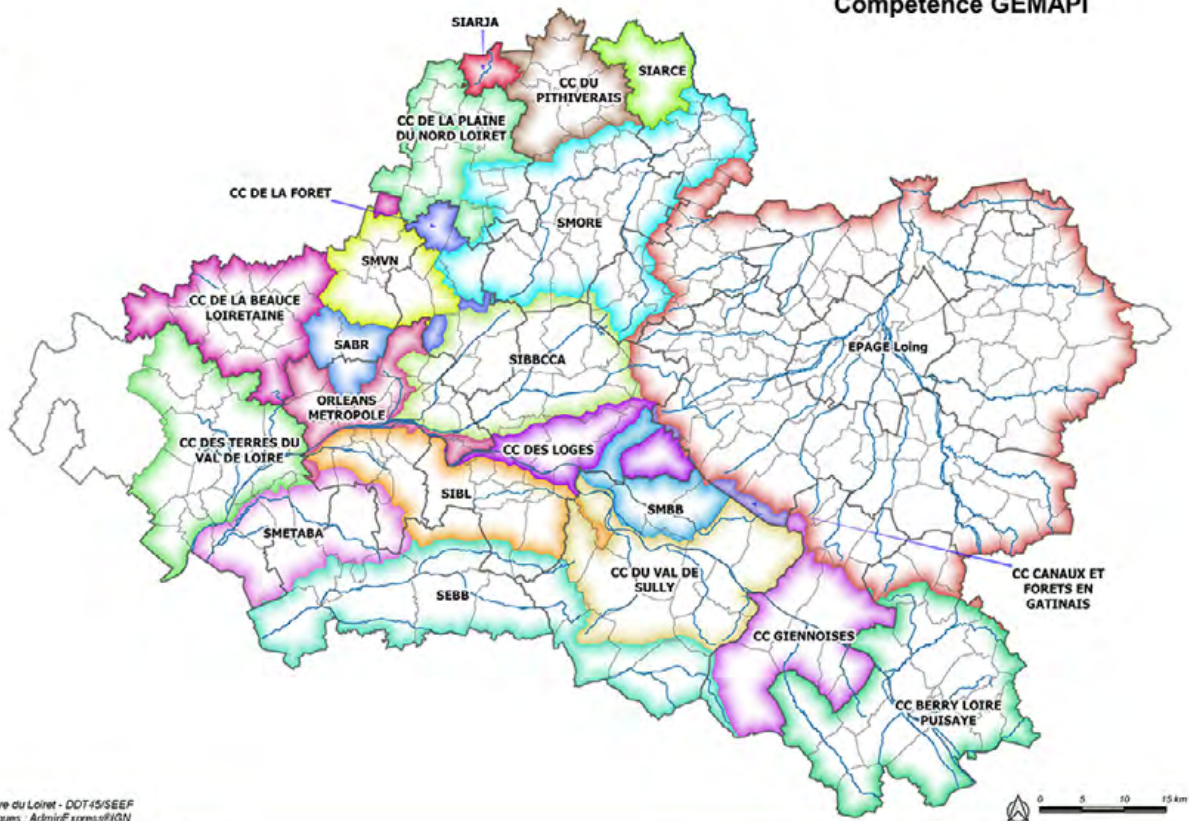 Compétence GEMAPI
SIARJA
CC DU
PITHIVERAIS
SIARCE
CC DE LA PLAINE
DU NORD LOIRET
CC DE LA FORET
SMORE
SMVN
CC DE LA BEAUCE
LOIRETAINE
SABR
SIBBCCA
EPAGE Loing
ORLEANS
METROPOLE
CC DES TERRES DU
VAL DE LOIRE
CC DES LOGES
SIBL
SMBB
SMETABA
CC DU VAL DE
SULLY
SEBB
CC CANAUX ET
FORETS EN
GATINAIS
CC GIENNOISES
CC BERRY LOIRE
PUISAYE
re du Loiret - DDT45/SEEF
ques : AdminExpress®IGN
0 5 10 15 km